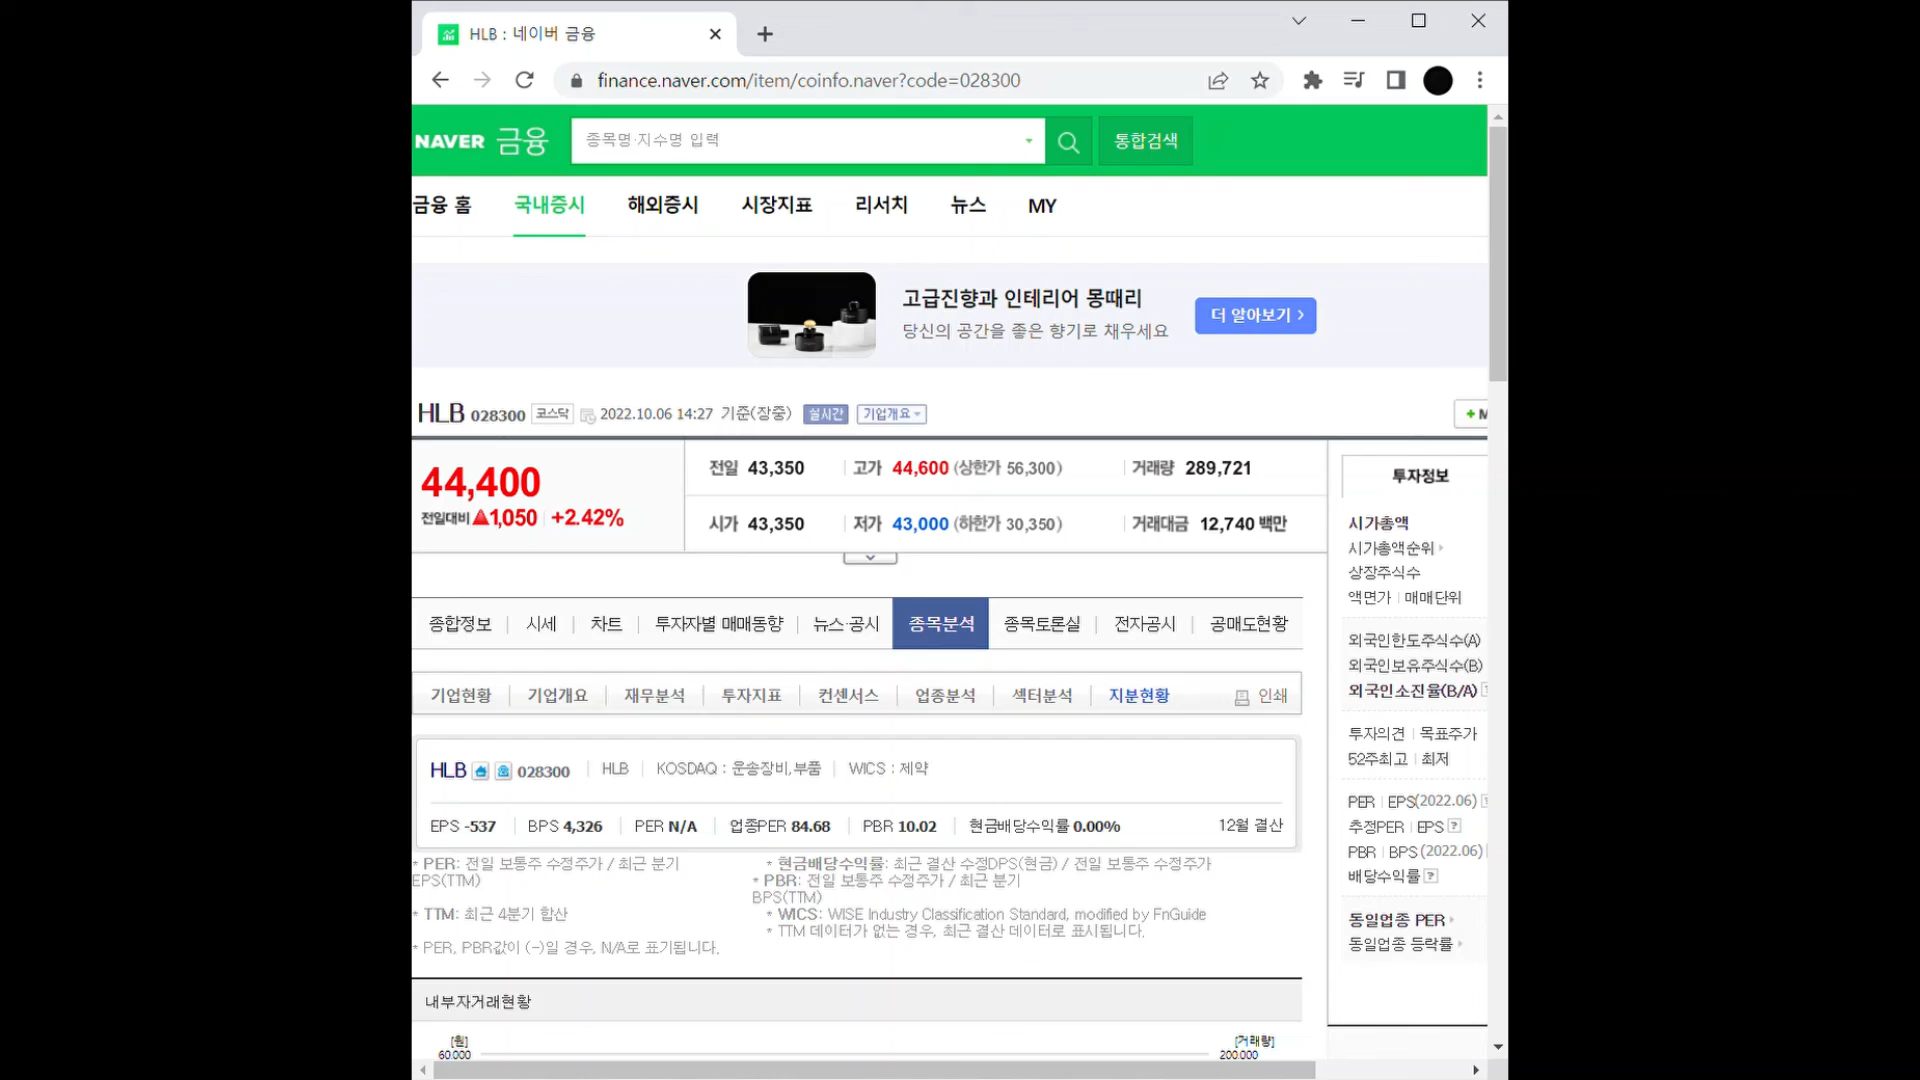 HLB : 네이버 금융
finance.naver.com/item/coinfo.naver?code=028300
NAVER 금융 종목명·지수명 입력 통합검색
금융 홈 국내증시 해외증시 시장지표 리서치 뉴스 MY
고급진향과 인테리어 몽때리
당신의 공간을 좋은 향기로 채우세요
더 알아보기 >
HLB 028300 코스닥 2022.10.06 14:27 기준(장중) 실시간 기업개요
+ M
44,400
전일대비 ▲1,050 +2.42%
전일 43,350 고가 44,600 (상한가 56,300) 거래량 289,721
시가 43,350 저가 43,000 (하한가 30,350) 거래대금 12,740 백만
종합정보 시세 차트 투자자별 매매동향 뉴스·공시 종목분석 종목토론실 전자공시 공매도현황
기업현황 기업개요 재무분석 투자지표 컨센서스 업종분석 섹터분석 지분현황 인쇄
HLB 028300 HLB KOSDAQ : 운송장비,부품 WICS : 제약
EPS -537 BPS 4,326 PER N/A 업종PER 84.68 PBR 10.02 현금배당수익률 0.00% 12월 결산
* PER: 전일 보통주 수정주가 / 최근 분기
EPS(TTM)
* TTM: 최근 4분기 합산
* PER, PBR값이 (-)일 경우, N/A로 표기됩니다.
* 현금배당수익률: 최근 결산 수정DPS(현금) / 전일 보통주 수정주가
* PBR: 전일 보통주 수정주가 / 최근 분기
BPS(TTM)
* WICS: WISE Industry Classification Standard, modified by FnGuide
* TTM 데이터가 없는 경우, 최근 결산 데이터로 표시됩니다.
내부자거래현황
[원] [거래량]
60,000 200,000
투자정보
시가총액
시가총액순위
상장주식수
액면가 매매단위
외국인한도주식수(A)
외국인보유주식수(B)
외국인소진율(B/A)
투자의견 목표주가
52주최고 최저
PER EPS(2022.06)
추정PER EPS ?
PBR BPS (2022.06)
배당수익률 ?
동일업종 PER
동일업종 등락률